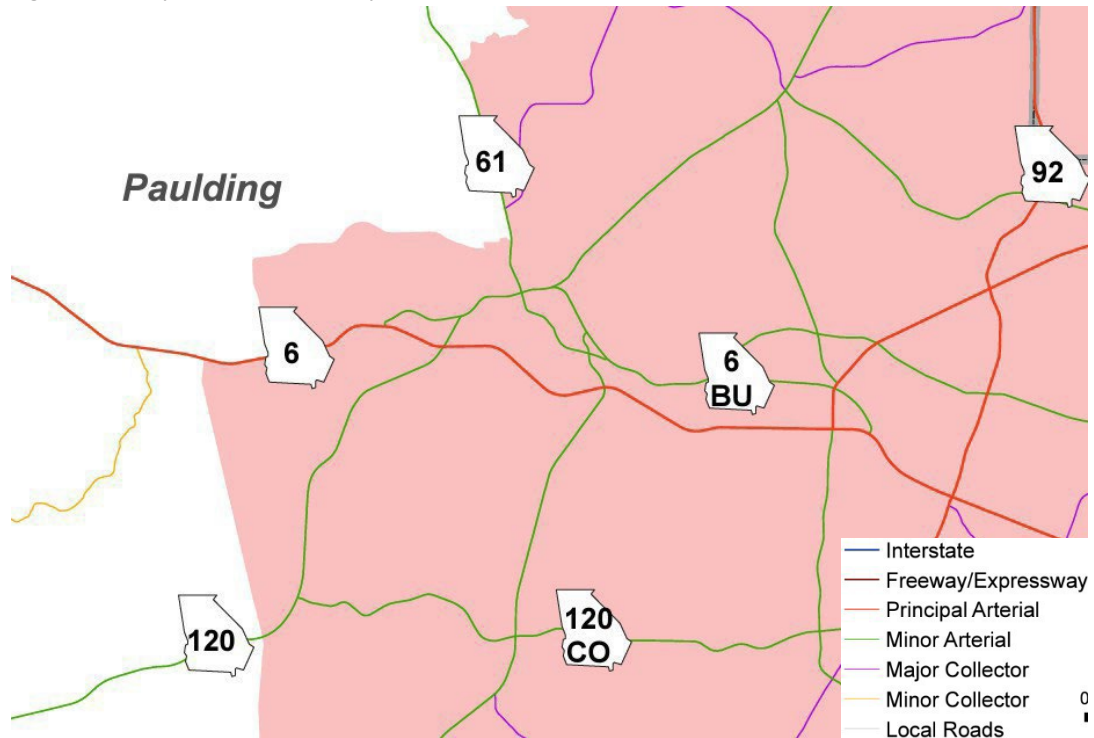 61
92
Paulding
6
6
BU
120
120
CO
Interstate
Freeway/Expressway
Principal Arterial
Minor Arterial
Major Collector
Minor Collector
0
Local Roads